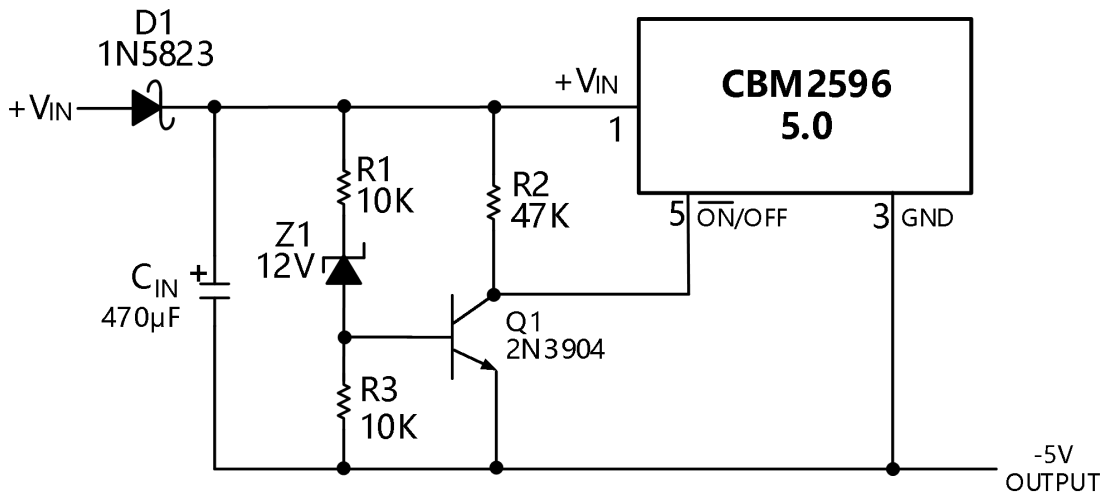 D1
1N5823
+VIN
+VIN
1
CBM2596
5.0
R1
10K
R2
47K
5
ON/OFF
3
GND
Z1
12V
+
CIN
470μF
Q1
2N3904
R3
10K
-5V
OUTPUT